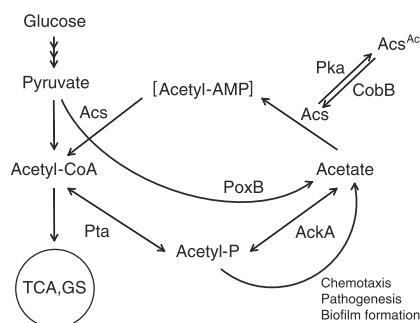 Glucose
Acs^Ac
Pka
Pyruvate
[Acetyl-AMP]
CobB
Acs
Acs
Acetyl-CoA
Acetate
PoxB
Pta
AckA
Acetyl-P
TCA,GS
Chemotaxis
Pathogenesis
Biofilm formation